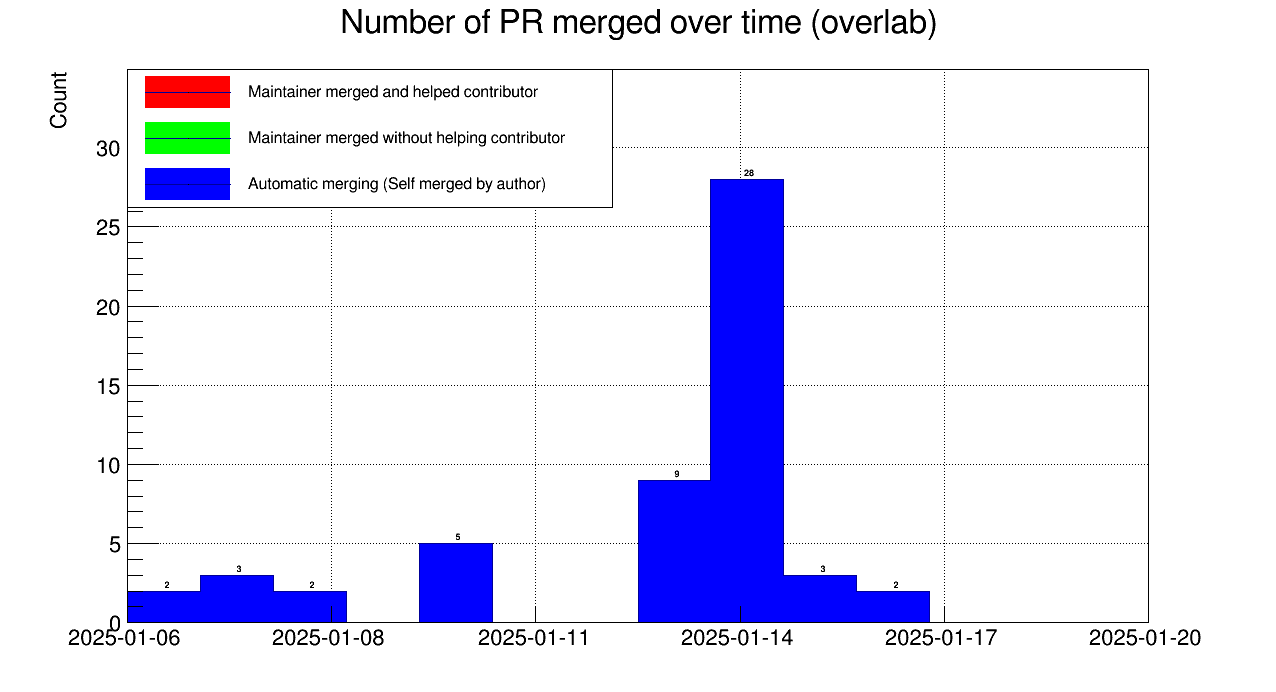 Number of PR merged over time (overlab)
Count
Maintainer merged and helped contributor
Maintainer merged without helping contributor
Automatic merging (Self merged by author)
30
25
20
15
10
5
0
2
3
2
5
9
28
3
2
2025-01-06 2025-01-08 2025-01-11 2025-01-14 2025-01-17 2025-01-20